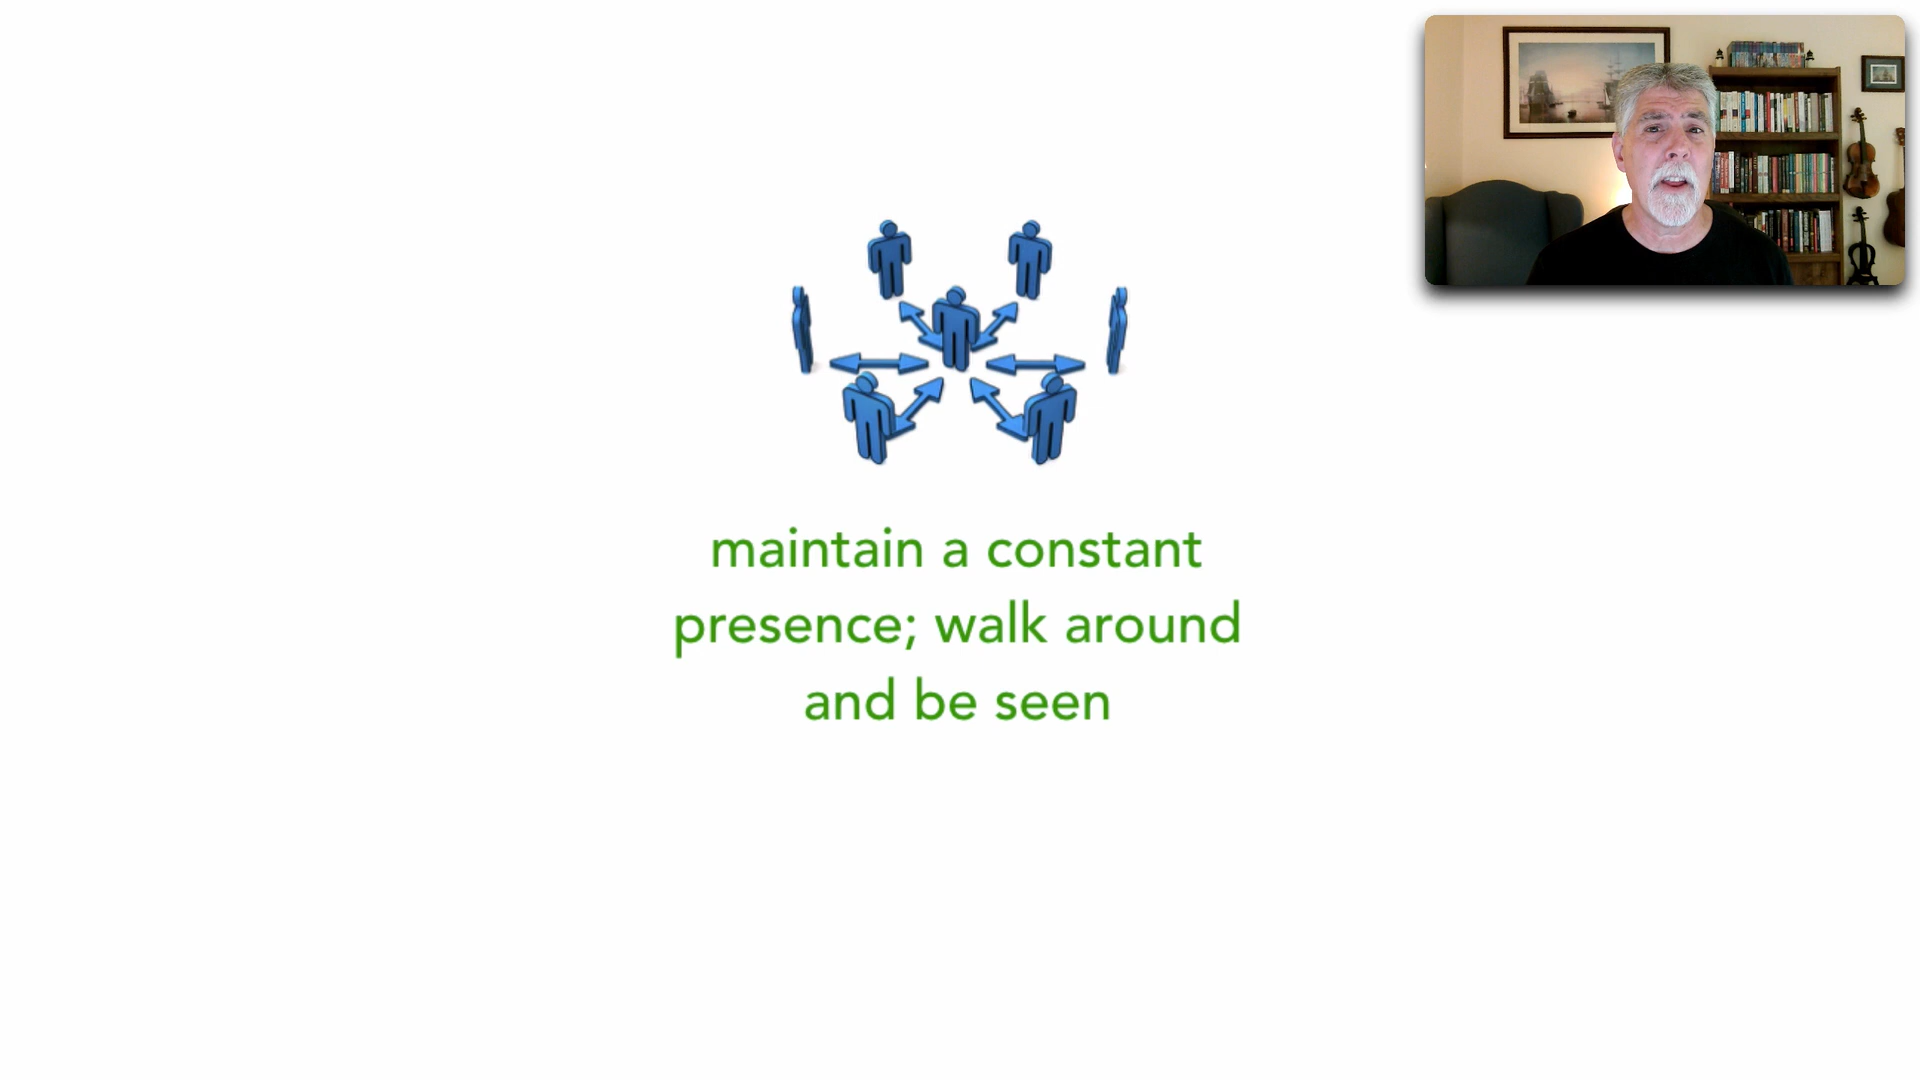 maintain a constant
presence; walk around
and be seen